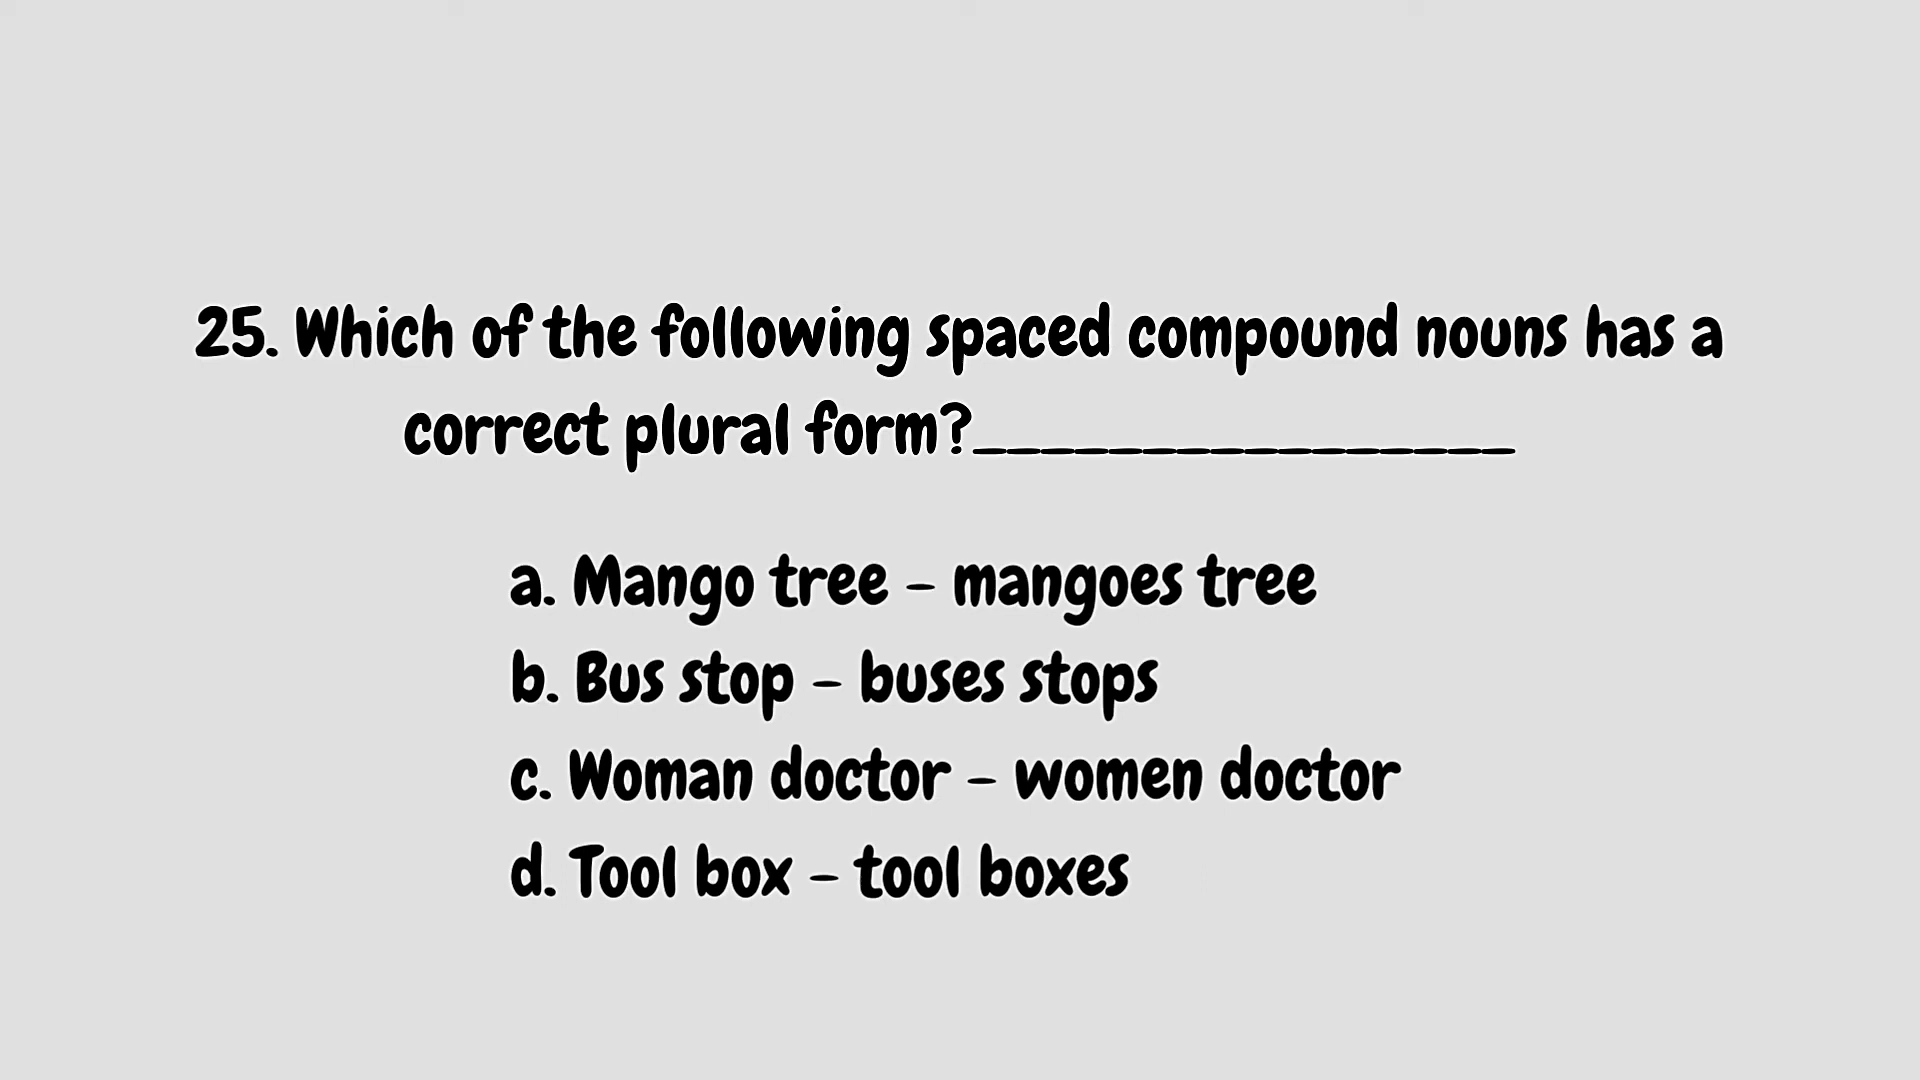 25. Which of the following spaced compound nouns has a
correct plural form?________________
a. Mango tree – mangoes tree
b. Bus stop – buses stops
c. Woman doctor – women doctor
d. Tool box – tool boxes